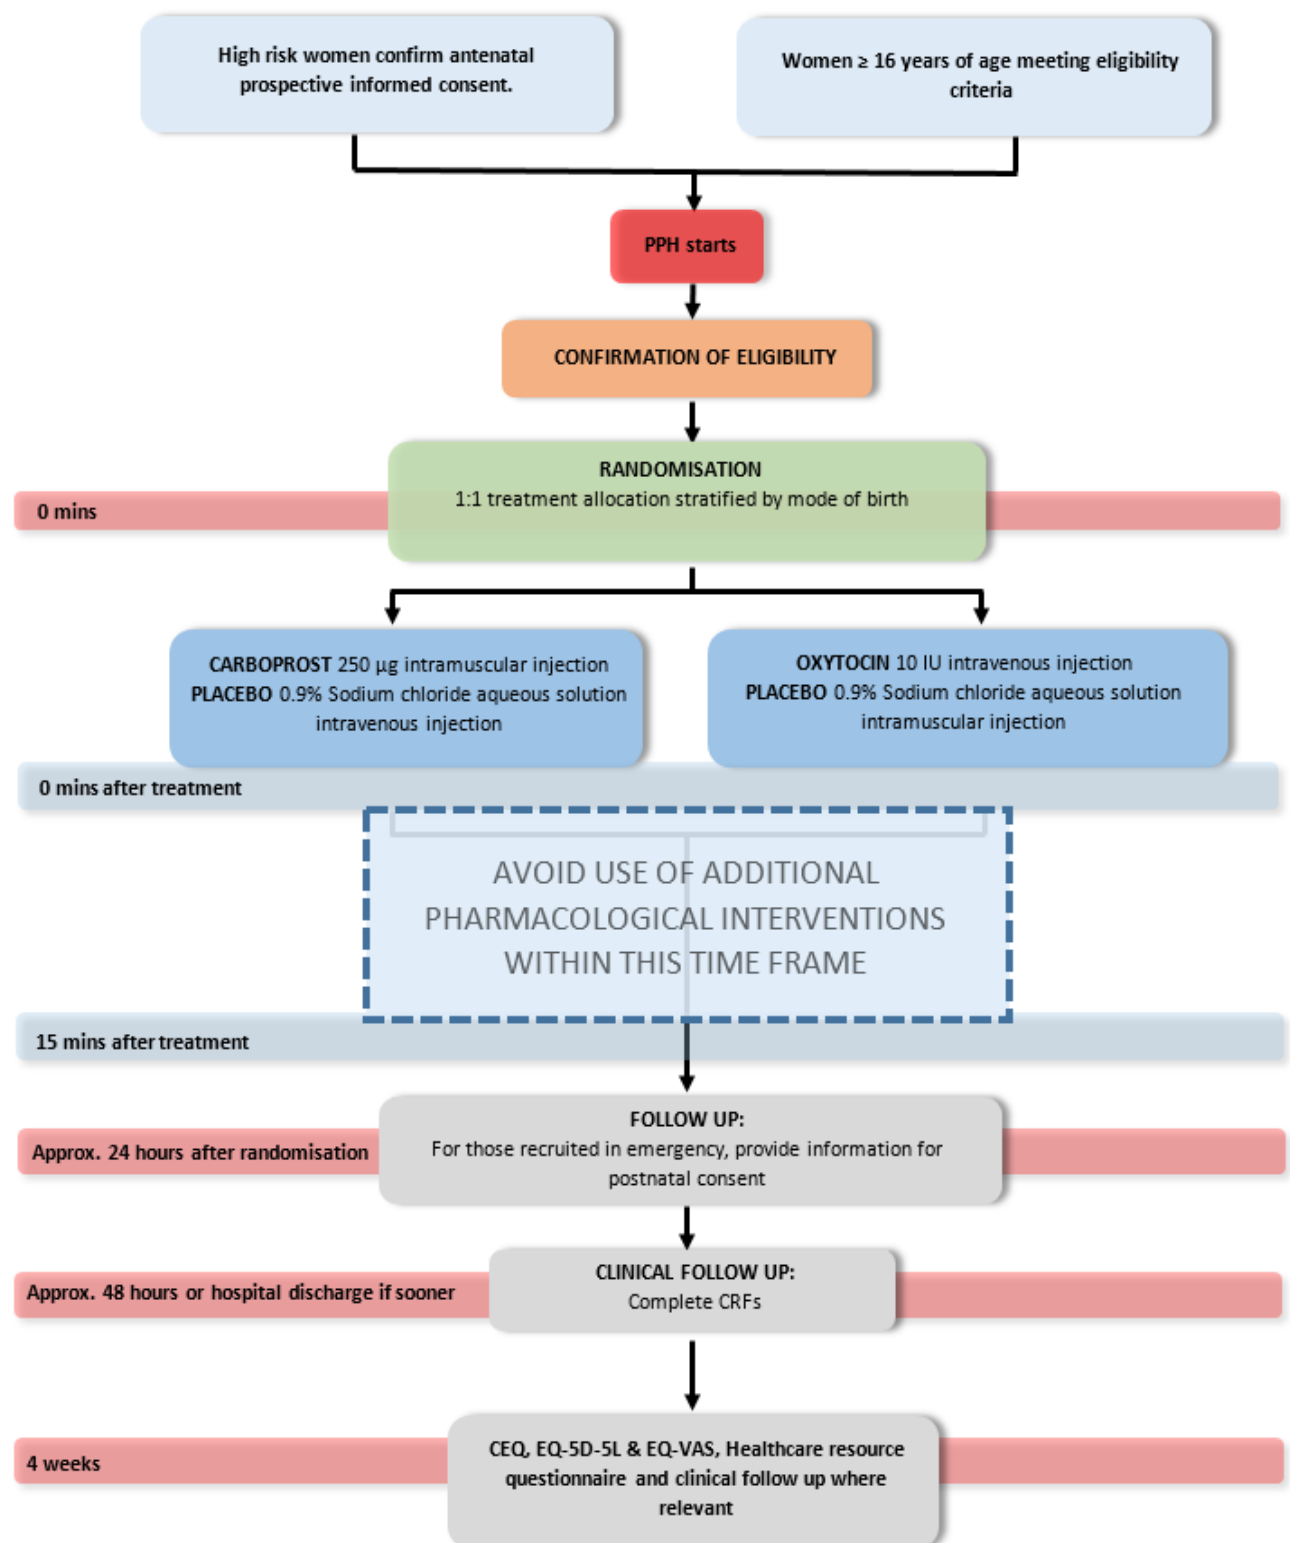 High risk women confirm antenatal
prospective informed consent.
Women ≥ 16 years of age meeting eligibility
criteria
PPH starts
CONFIRMATION OF ELIGIBILITY
RANDOMISATION
1:1 treatment allocation stratified by mode of birth
0 mins
CARBOPROST 250 µg intramuscular injection
PLACEBO 0.9% Sodium chloride aqueous solution
intravenous injection
OXYTOCIN 10 IU intravenous injection
PLACEBO 0.9% Sodium chloride aqueous solution
intramuscular injection
0 mins after treatment
AVOID USE OF ADDITIONAL
PHARMACOLOGICAL INTERVENTIONS
WITHIN THIS TIME FRAME
15 mins after treatment
FOLLOW UP:
For those recruited in emergency, provide information for
postnatal consent
Approx. 24 hours after randomisation
CLINICAL FOLLOW UP:
Complete CRFs
Approx. 48 hours or hospital discharge if sooner
CEQ, EQ-5D-5L & EQ-VAS, Healthcare resource
questionnaire and clinical follow up where
relevant
4 weeks